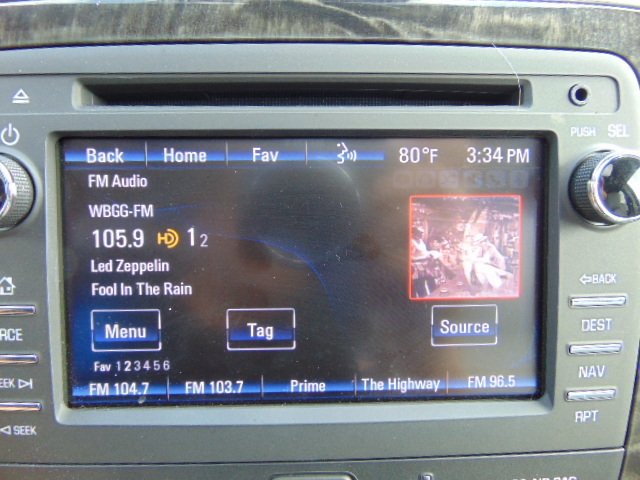 PUSH SEL
Back Home Fav 80°F 3:34 PM
FM Audio
WBGG-FM
105.9 HD 1 2
Led Zeppelin
Fool In The Rain
Menu Tag Source
Fav 1 2 3 4 5 6
FM 104.7 FM 103.7 Prime The Highway FM 96.5
RCE
EEK
SEEK
BACK
DEST
NAV
RPT